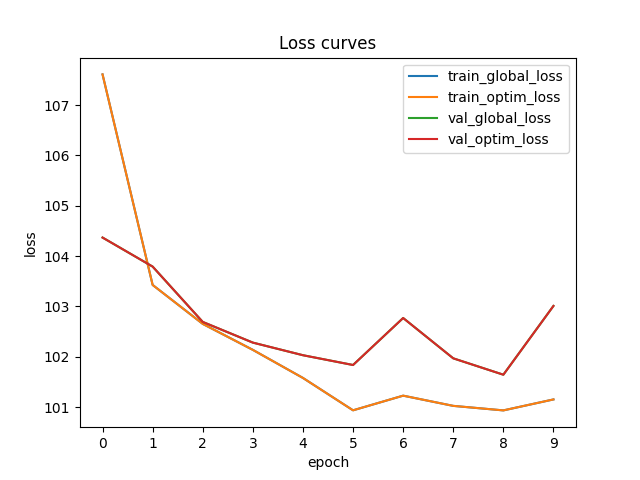 Loss curves
train_global_loss
train_optim_loss
val_global_loss
val_optim_loss
107
106
105
104
103
102
101
loss
0 1 2 3 4 5 6 7 8 9
epoch